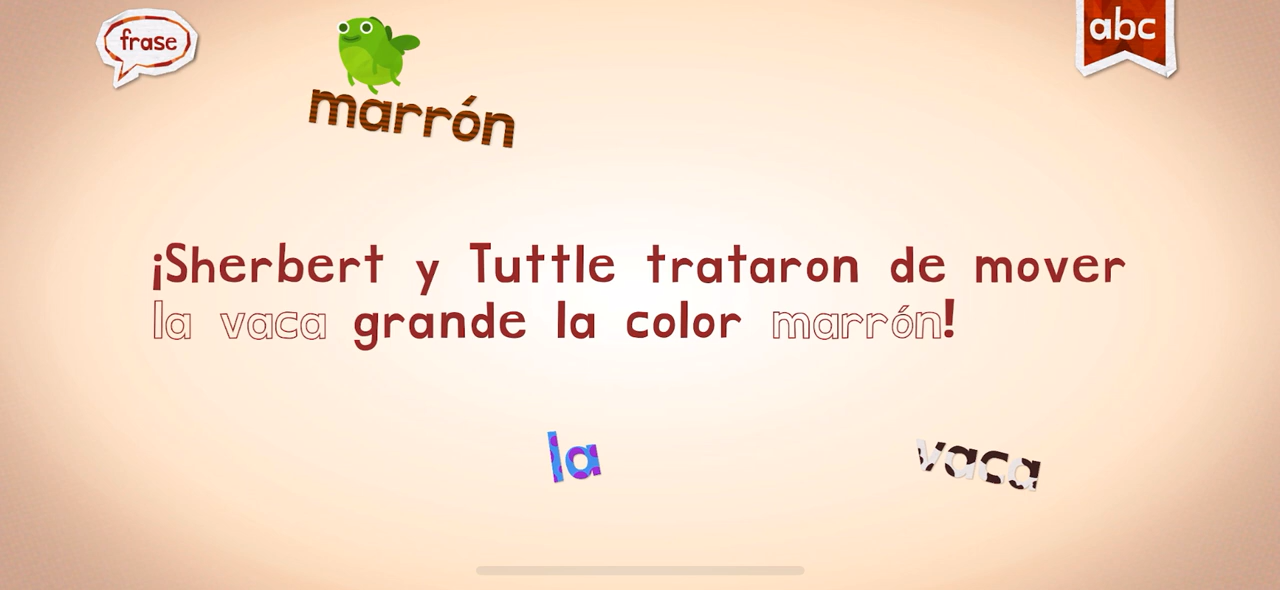 frase
abc
marrón
¡Sherbert y Tuttle trataron de mover
la vaca grande la color marrón!
la
vaca